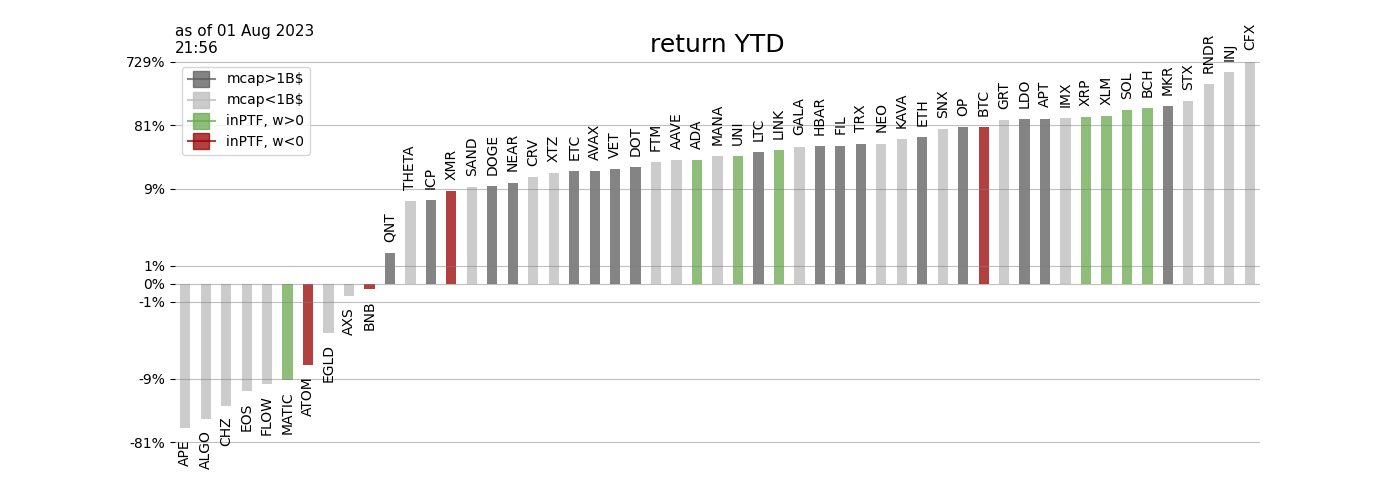 as of 01 Aug 2023
21:56
return YTD
729%
81%
9%
1%
0%
-1%
-9%
-81%
mcap>1B$
mcap<1B$
inPTF, w>0
inPTF, w<0
APE
ALGO
CHZ
EOS
FLOW
MATIC
ATOM
EGLD
AXS
BNB
QNT
THETA
ICP
XMR
SAND
DOGE
NEAR
CRV
XTZ
ETC
AVAX
VET
DOT
FTM
AAVE
ADA
MANA
UNI
LTC
LINK
GALA
HBAR
FIL
TRX
NEO
KAVA
ETH
SNX
OP
BTC
GRT
LDO
APT
IMX
XRP
XLM
SOL
BCH
MKR
STX
RNDR
INJ
CFX